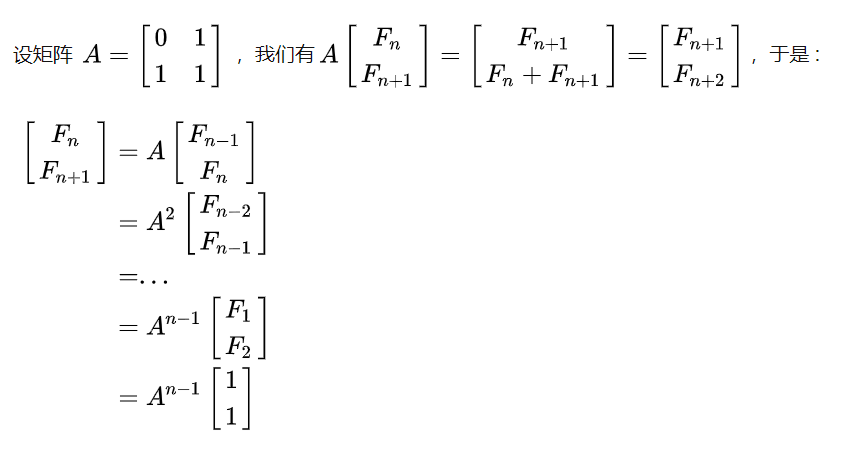 设矩阵 $A = \begin{bmatrix} 0 & 1 \\ 1 & 1 \end{bmatrix}$ ，我们有 $A \begin{bmatrix} F_n \\ F_{n+1} \end{bmatrix} = \begin{bmatrix} F_{n+1} \\ F_n + F_{n+1} \end{bmatrix} = \begin{bmatrix} F_{n+1} \\ F_{n+2} \end{bmatrix}$ ，于是：
$\begin{bmatrix} F_n \\ F_{n+1} \end{bmatrix} = A \begin{bmatrix} F_{n-1} \\ F_n \end{bmatrix}$
$= A^2 \begin{bmatrix} F_{n-2} \\ F_{n-1} \end{bmatrix}$
$= \ldots$
$= A^{n-1} \begin{bmatrix} F_1 \\ F_2 \end{bmatrix}$
$= A^{n-1} \begin{bmatrix} 1 \\ 1 \end{bmatrix}$